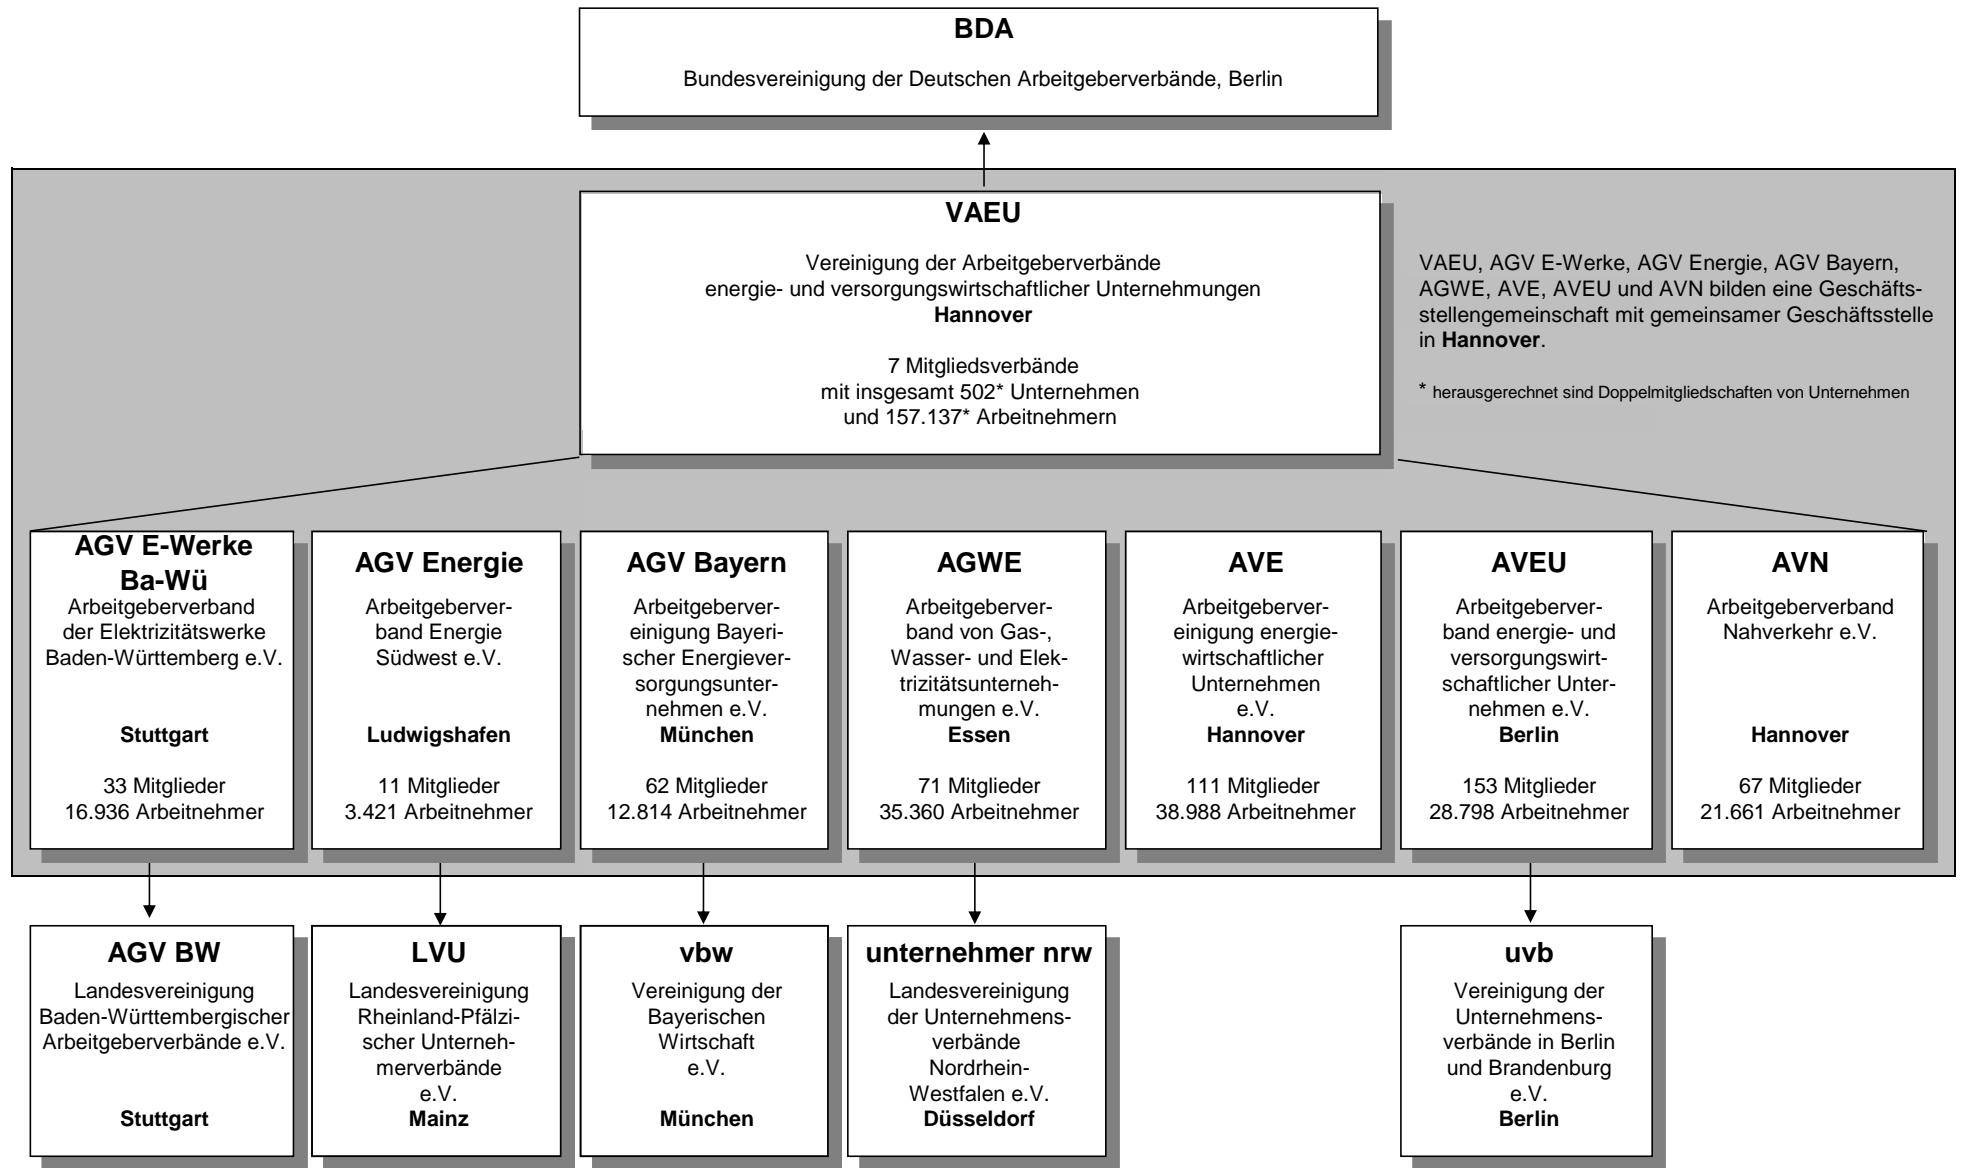 BDA
Bundesvereinigung der Deutschen Arbeitgeberverbände, Berlin
VAEU
Vereinigung der Arbeitgeberverbände
energie- und versorgungswirtschaftlicher Unternehmungen
Hannover
7 Mitgliedsverbände
mit insgesamt 502* Unternehmen
und 157.137* Arbeitnehmern
VAEU, AGV E-Werke, AGV Energie, AGV Bayern,
AGWE, AVE, AVEU und AVN bilden eine Geschäfts-
stellengemeinschaft mit gemeinsamer Geschäftsstelle
in Hannover.
* herausgerechnet sind Doppelmitgliedschaften von Unternehmen
AGV E-Werke
Ba-Wü
Arbeitgeberverband
der Elektrizitätswerke
Baden-Württemberg e.V.
Stuttgart
33 Mitglieder
16.936 Arbeitnehmer
AGV Energie
Arbeitgeberver-
band Energie
Südwest e.V.
Ludwigshafen
11 Mitglieder
3.421 Arbeitnehmer
AGV Bayern
Arbeitgeberver-
einigung Bayeri-
scher Energiever-
sorgungsunter-
nehmen e.V.
München
62 Mitglieder
12.814 Arbeitnehmer
AGWE
Arbeitgeberver-
band von Gas-,
Wasser- und Elek-
trizitätsunterneh-
mungen e.V.
Essen
71 Mitglieder
35.360 Arbeitnehmer
AVE
Arbeitgeberver-
einigung energie-
wirtschaftlicher
Unternehmen
e.V.
Hannover
111 Mitglieder
38.988 Arbeitnehmer
AVEU
Arbeitgeberver-
band energie- und
versorgungswirt-
schaftlicher Unter-
nehmen e.V.
Berlin
153 Mitglieder
28.798 Arbeitnehmer
AVN
Arbeitgeberverband
Nahverkehr e.V.
Hannover
67 Mitglieder
21.661 Arbeitnehmer
AGV BW
Landesvereinigung
Baden-Württembergischer
Arbeitgeberverbände e.V.
Stuttgart
LVU
Landesvereinigung
Rheinland-Pfälzi-
scher Unterneh-
merverbände
e.V.
Mainz
vbw
Vereinigung der
Bayerischen
Wirtschaft
e.V.
München
unternehmer nrw
Landesvereinigung
der Unternehmens-
verbände
Nordrhein-
Westfalen e.V.
Düsseldorf
uvb
Vereinigung der
Unternehmens-
verbände in Berlin
und Brandenburg
e.V.
Berlin